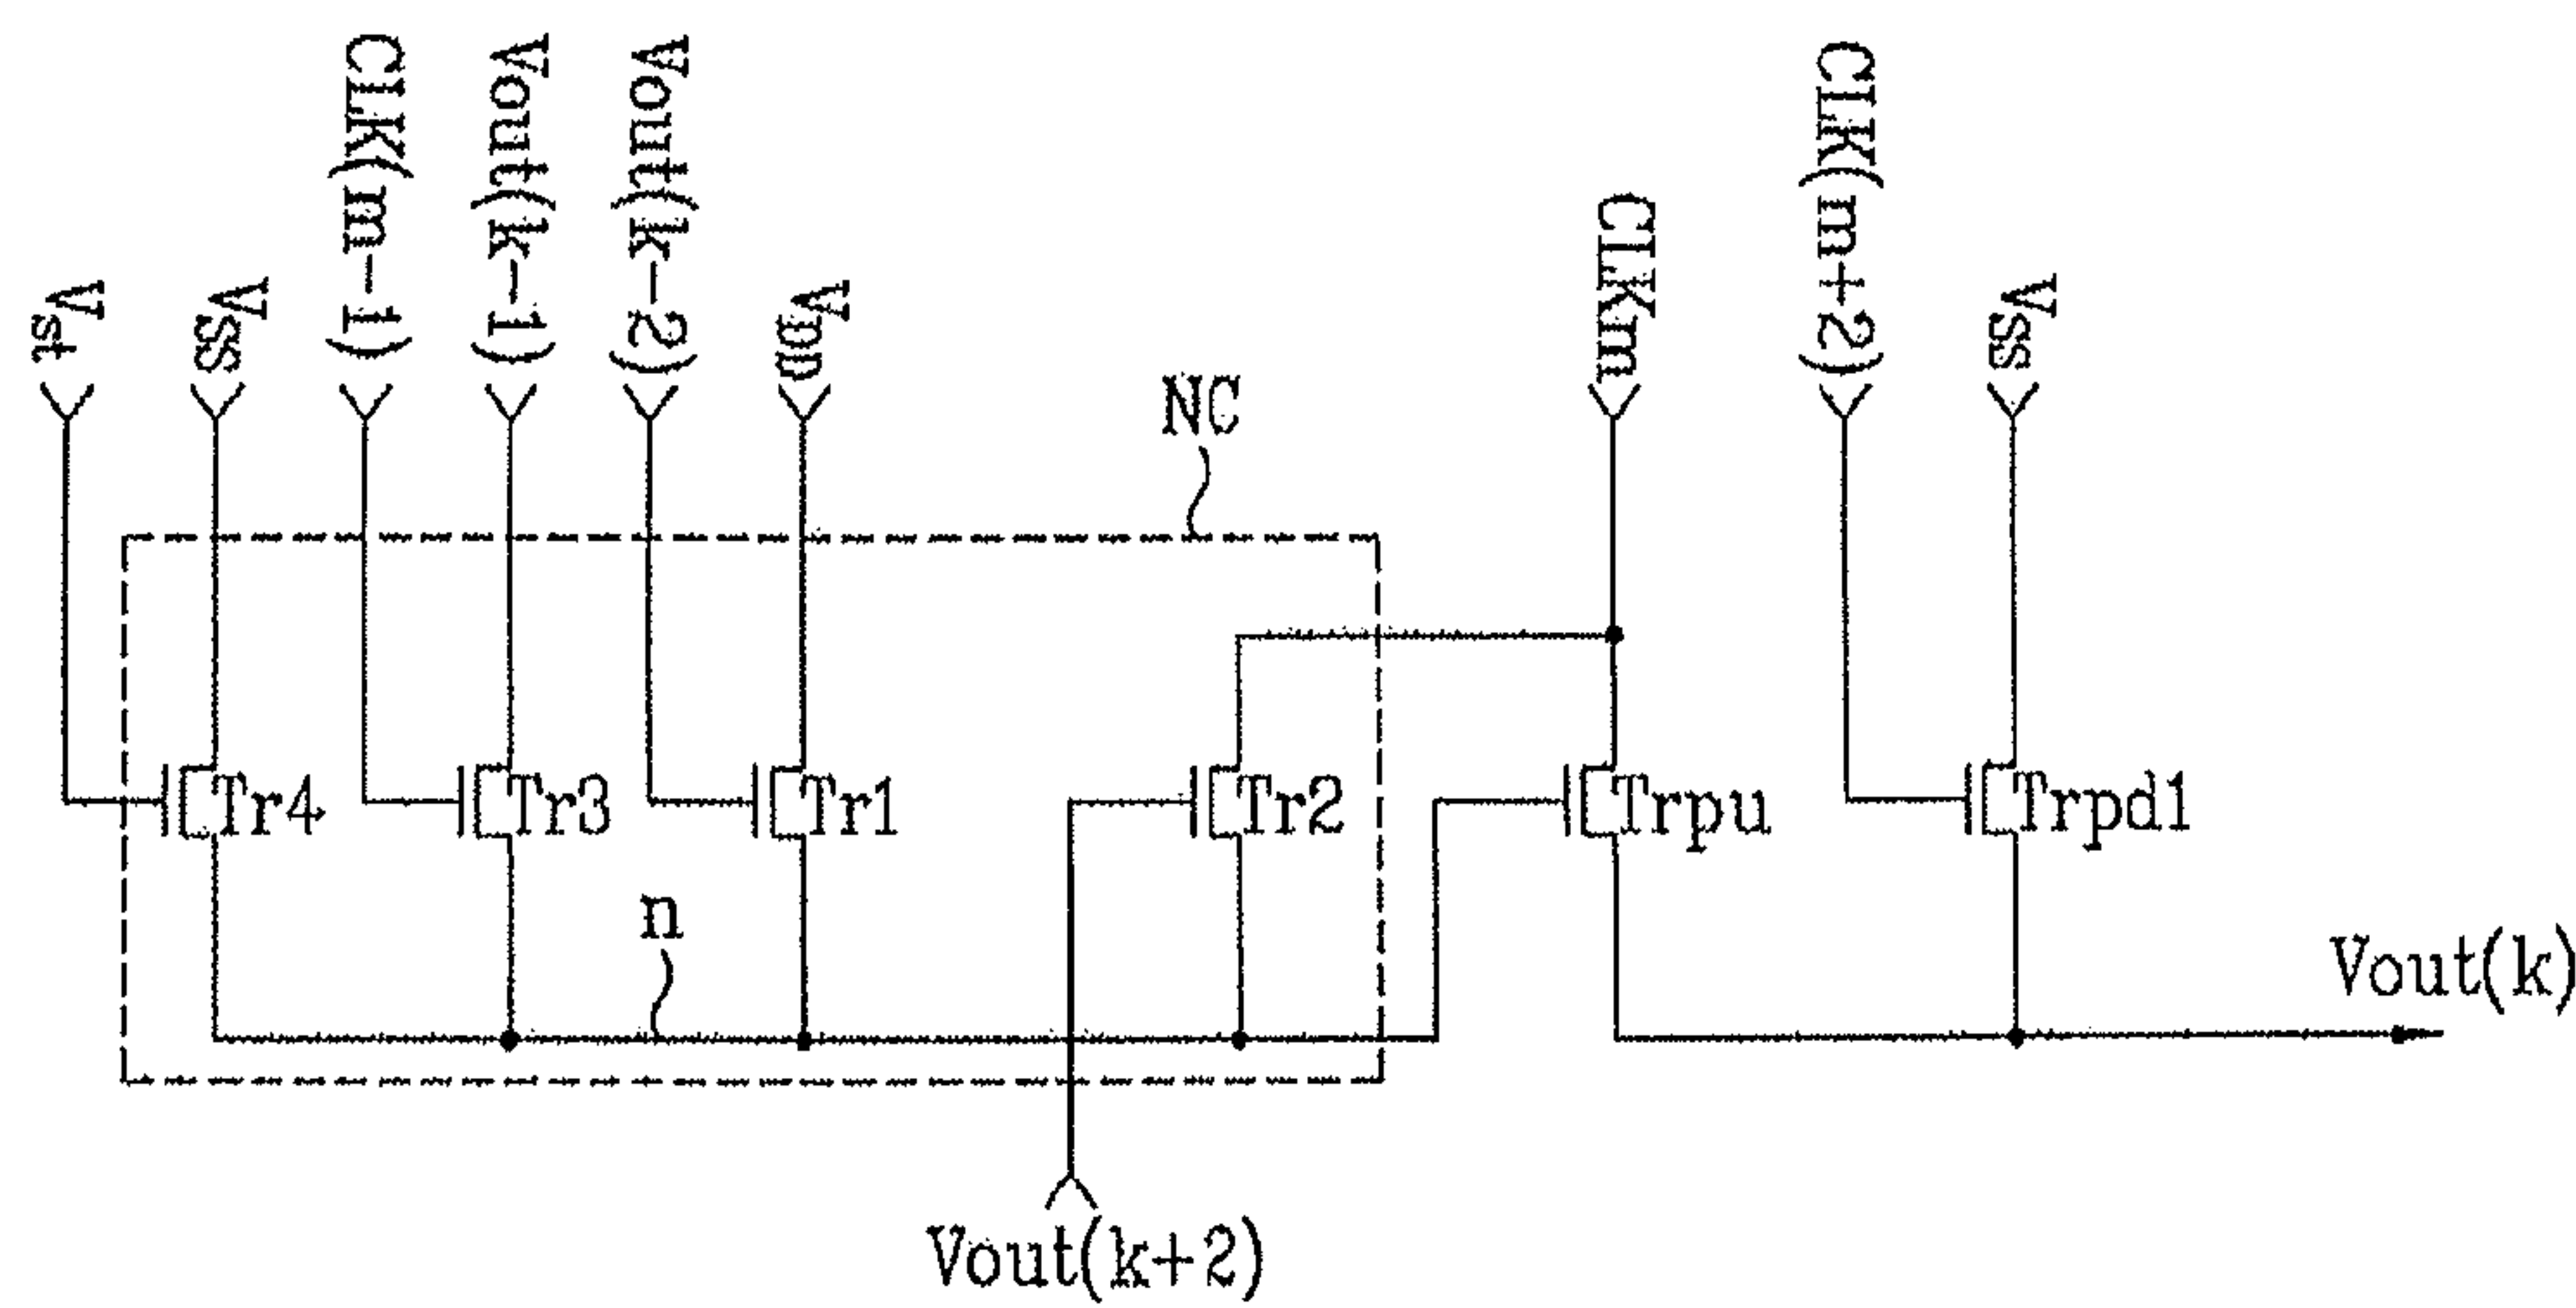 Vst
VSS
CLK(m-1)
Vout(k-1)
Vout(k-2)
VDD
CLKm
CLK(m+2)
VSS
NC
Tr4
Tr3
Tr1
Tr2
Trpu
Trpd1
n
Vout(k)
Vout(k+2)